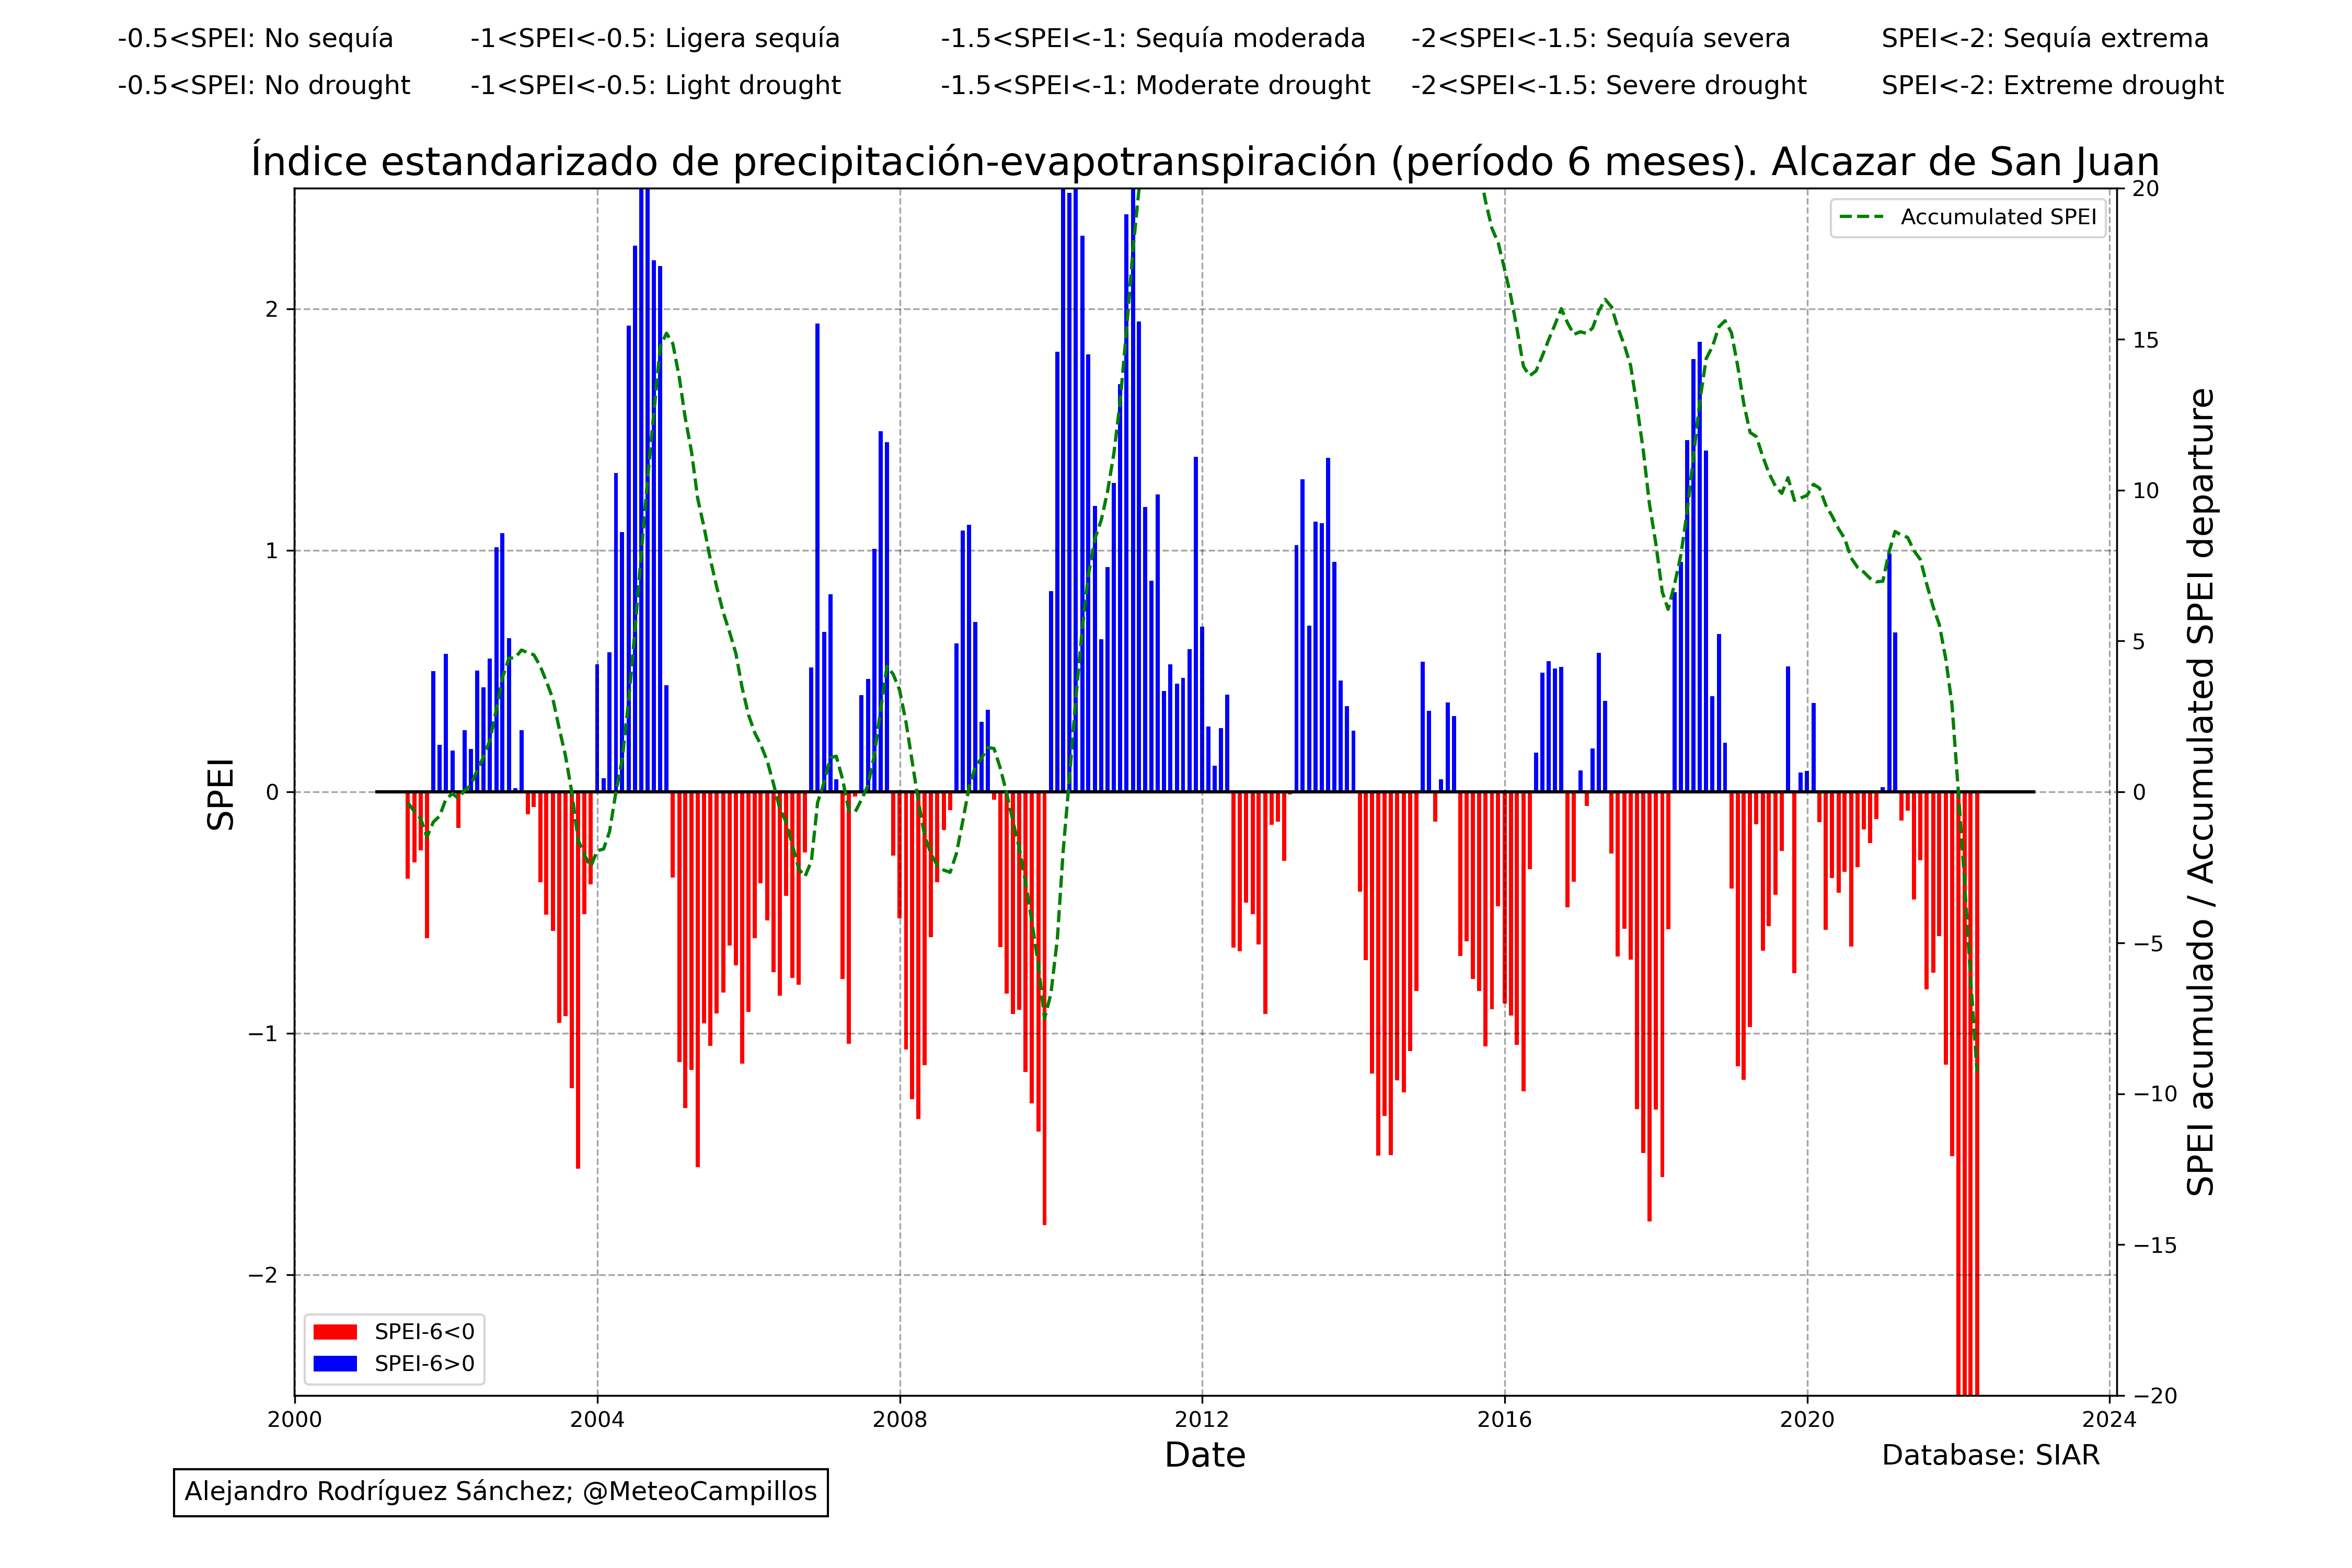 -0.5<SPEI: No sequía -1<SPEI<-0.5: Ligera sequía -1.5<SPEI<-1: Sequía moderada -2<SPEI<-1.5: Sequía severa SPEI<-2: Sequía extrema
-0.5<SPEI: No drought -1<SPEI<-0.5: Light drought -1.5<SPEI<-1: Moderate drought -2<SPEI<-1.5: Severe drought SPEI<-2: Extreme drought
Índice estandarizado de precipitación-evapotranspiración (período 6 meses). Alcazar de San Juan
Accumulated SPEI
SPEI
2
1
0
−1
−2
20
15
10
5
0
−5
−10
−15
−20
SPEI acumulado / Accumulated SPEI departure
SPEI-6<0
SPEI-6>0
2000 2004 2008 2012 2016 2020 2024
Date
Database: SIAR
Alejandro Rodríguez Sánchez; @MeteoCampillos